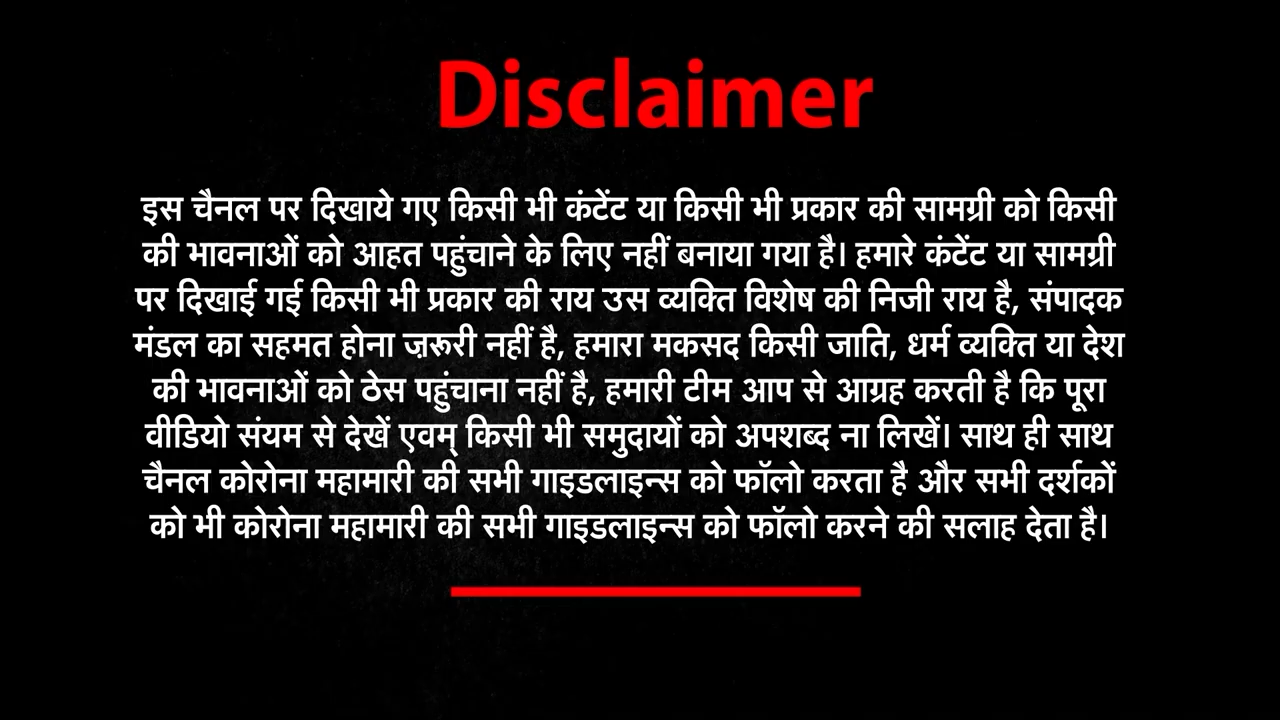 Disclaimer
इस चैनल पर दिखाये गए किसी भी कंटेंट या किसी भी प्रकार की सामग्री को किसी
की भावनाओं को आहत पहुंचाने के लिए नहीं बनाया गया है। हमारे कंटेंट या सामग्री
पर दिखाई गई किसी भी प्रकार की राय उस व्यक्ति विशेष की निजी राय है, संपादक
मंडल का सहमत होना ज़रूरी नहीं है, हमारा मकसद किसी जाति, धर्म व्यक्ति या देश
की भावनाओं को ठेस पहुंचाना नहीं है, हमारी टीम आप से आग्रह करती है कि पूरा
वीडियो संयम से देखें एवम् किसी भी समुदायों को अपशब्द ना लिखें। साथ ही साथ
चैनल कोरोना महामारी की सभी गाइडलाइन्स को फॉलो करता है और सभी दर्शकों
को भी कोरोना महामारी की सभी गाइडलाइन्स को फॉलो करने की सलाह देता है।